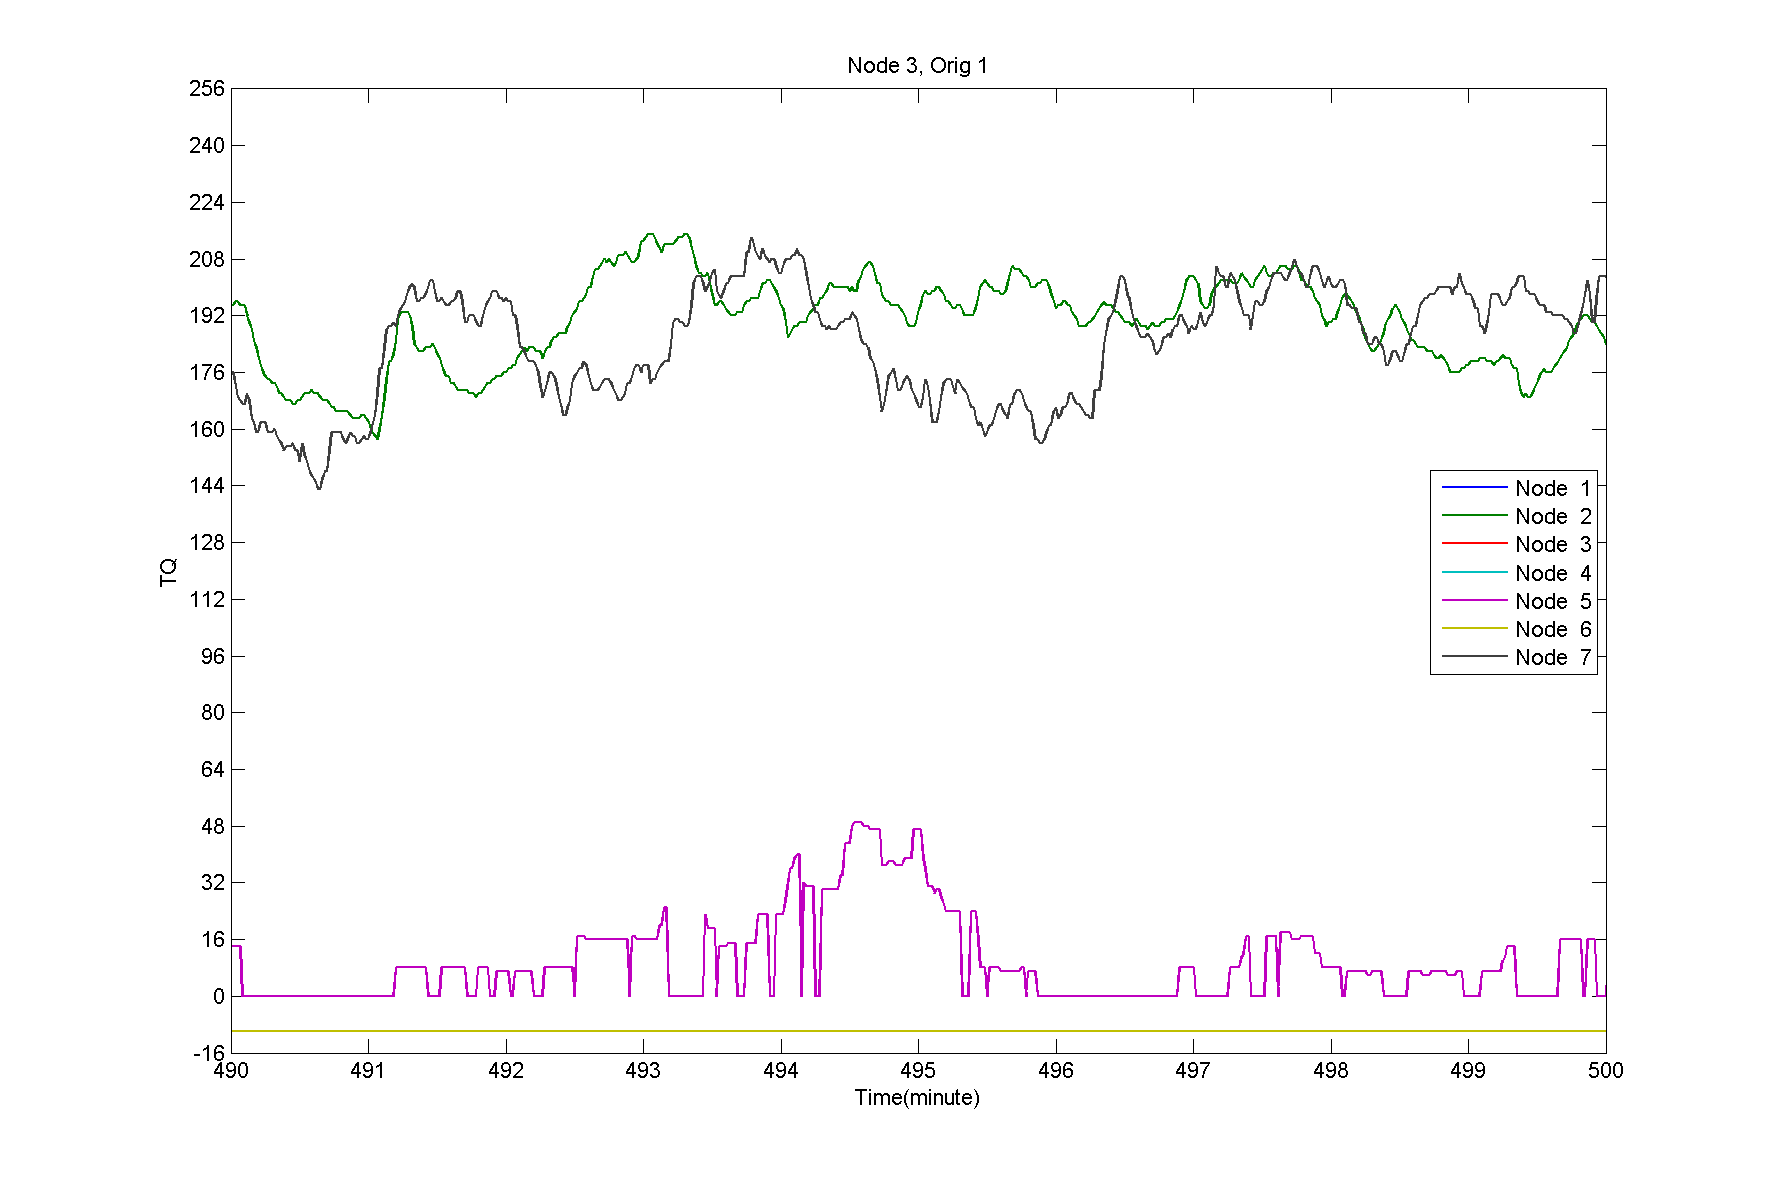 Node 3, Orig 1
256
240
224
208
192
176
160
144
128
112
96
80
64
48
32
16
0
-16
TQ
Node 1
Node 2
Node 3
Node 4
Node 5
Node 6
Node 7
490 491 492 493 494 495 496 497 498 499 500
Time(minute)